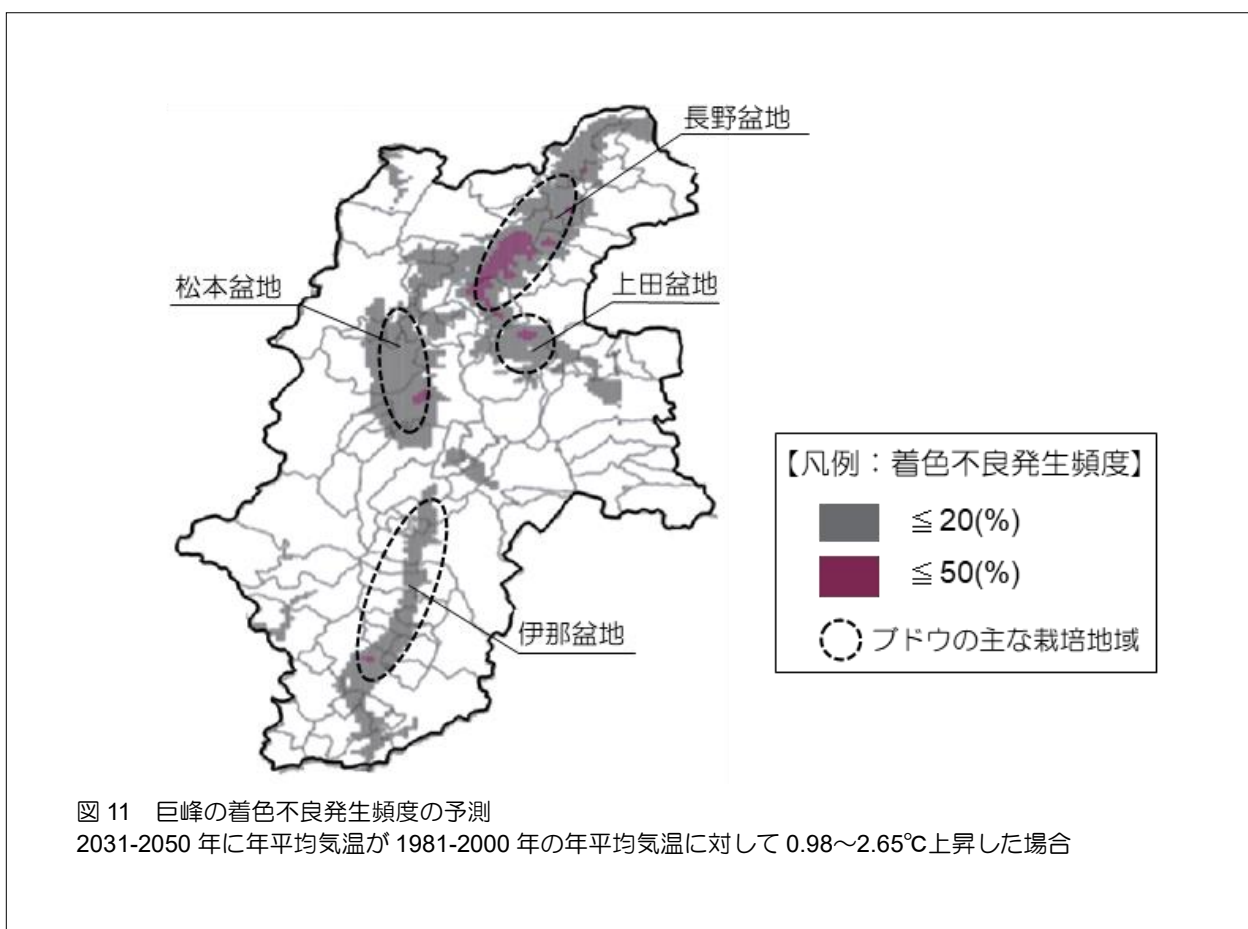 長野盆地
松本盆地
上田盆地
伊那盆地
【凡例：着色不良発生頻度】
≦ 20(%)
≦ 50(%)
ブドウの主な栽培地域
図 11　巨峰の着色不良発生頻度の予測
2031-2050 年に年平均気温が 1981-2000 年の年平均気温に対して 0.98～2.65℃上昇した場合